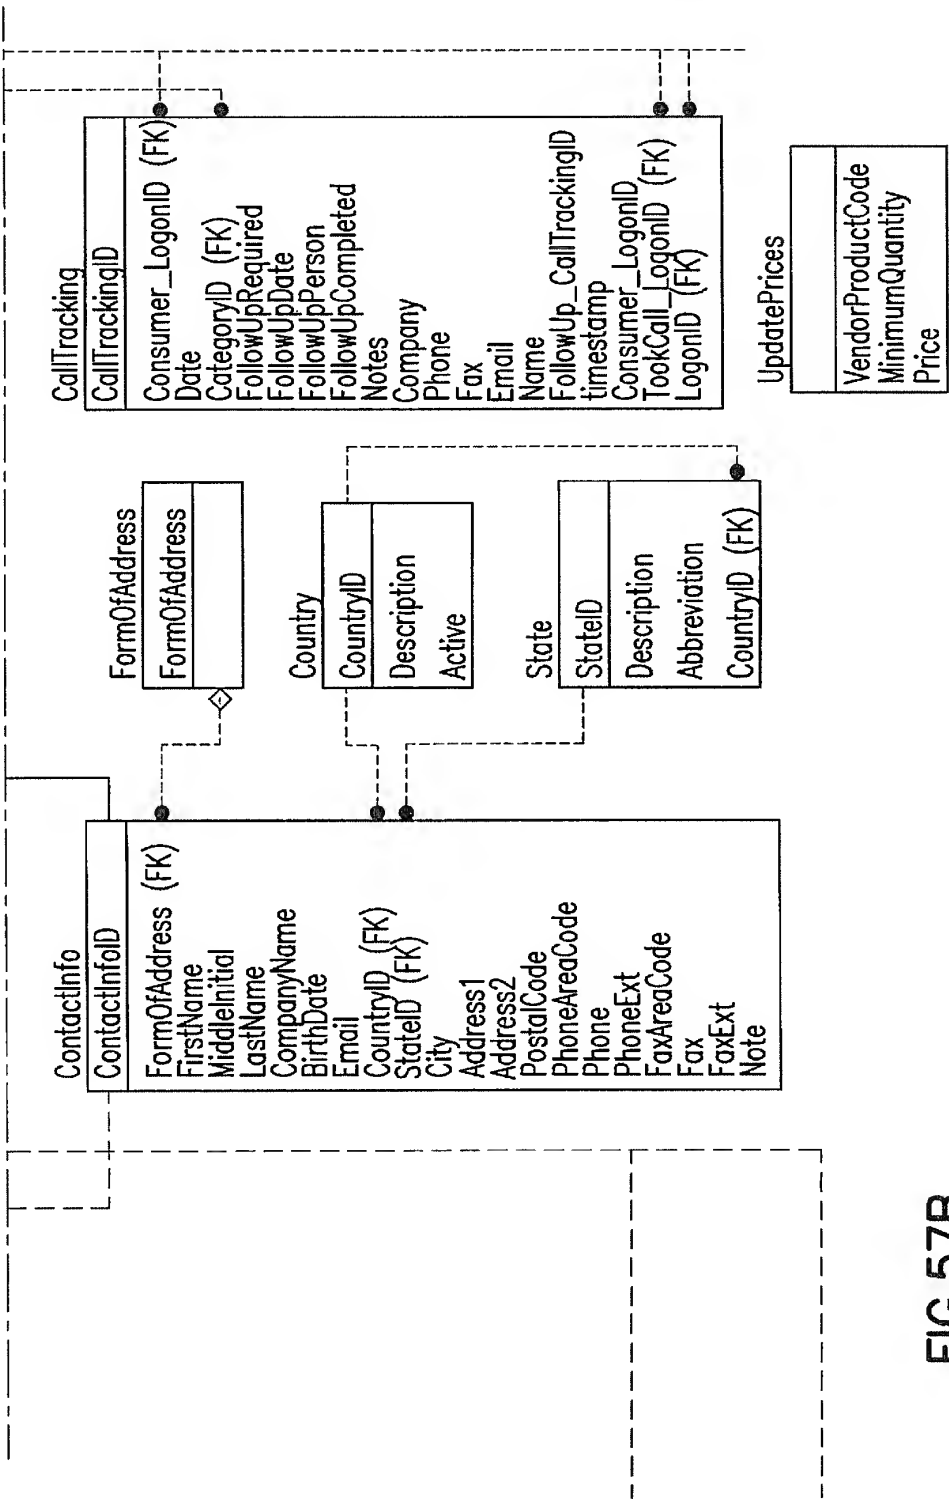 ContactInfo
ContactInfoID
FormOfAddress (FK)
FirstName
MiddleInitial
LastName
CompanyName
BirthDate
Email
CountryID (FK)
StateID (FK)
City
Address1
Address2
PostalCode
PhoneAreaCode
Phone
PhoneExt
FaxAreaCode
Fax
FaxExt
Note
FormOfAddress
FormOfAddress
Country
CountryID
Description
Active
State
StateID
Description
Abbreviation
CountryID (FK)
CallTracking
CallTrackingID
Consumer_LogonID (FK)
Date
CategoryID (FK)
FollowUpRequired
FollowUpDate
FollowUpPerson
FollowUpCompleted
Notes
Company
Phone
Fax
Email
Name
FollowUp_CallTrackingID
timestamp
Consumer_LogonID
TookCall_LogonID (FK)
LogonID (FK)
UpdatePrices
VendorProductCode
MinimumQuantity
Price
FIG.57B